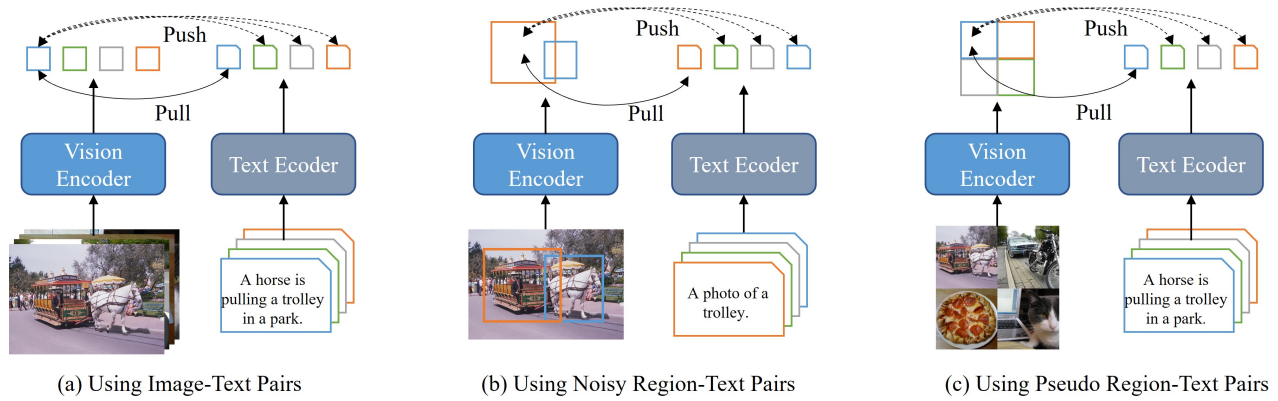 Push
Pull
Vision
Encoder
Text Ecoder
A horse is
pulling a trolley
in a park.
(a) Using Image-Text Pairs
Push
Pull
Vision
Encoder
Text Ecoder
A photo of a
trolley.
(b) Using Noisy Region-Text Pairs
Push
Pull
Vision
Encoder
Text Ecoder
A horse is
pulling a trolley
in a park.
(c) Using Pseudo Region-Text Pairs